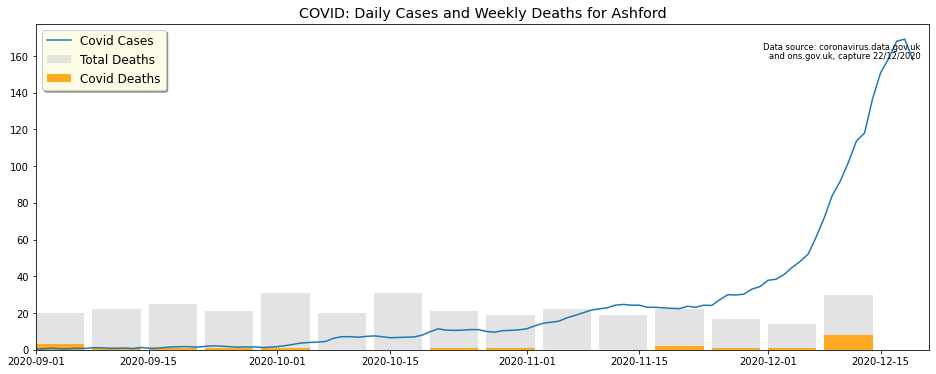 COVID: Daily Cases and Weekly Deaths for Ashford
Covid Cases
Total Deaths
Covid Deaths
Data source: coronavirus.data.gov.uk
and ons.gov.uk, capture 22/12/2020
160
140
120
100
80
60
40
20
0
2020-09-01
2020-09-15
2020-10-01
2020-10-15
2020-11-01
2020-11-15
2020-12-01
2020-12-15